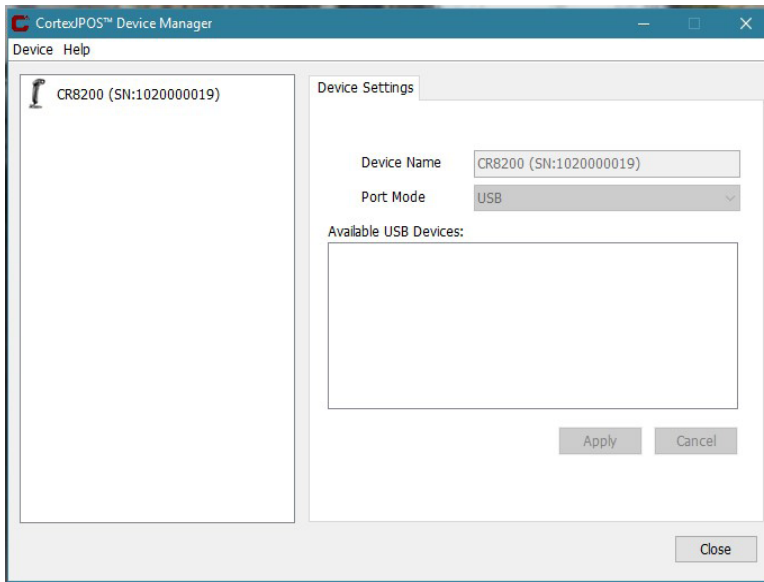 CortexJPOS™ Device Manager
Device Help
CR8200 (SN:1020000019)
Device Settings
Device Name CR8200 (SN:1020000019)
Port Mode USB
Available USB Devices:
Apply Cancel
Close